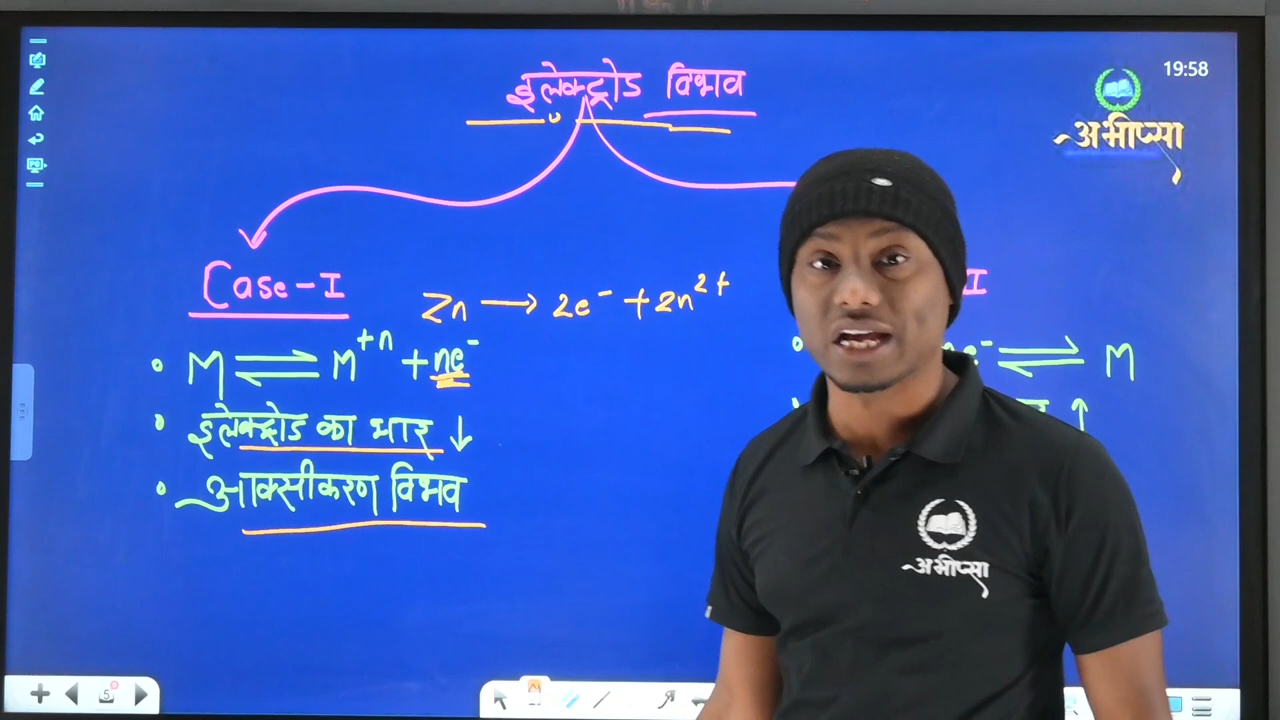 19:58
अभीप्सा
इलेक्ट्रोड विभव
Case-I
Zn → 2e⁻ + Zn²⁺
M ⇌ M⁺ⁿ + ne⁻
इलेक्ट्रोड का भार ↓
आक्सीकरण विभव
I
e⁻ ⇌ M
↑
अभीप्सा
5